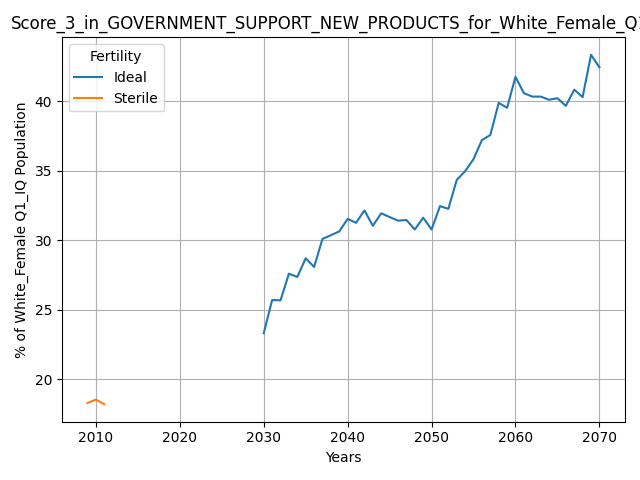 Score_3_in_GOVERNMENT_SUPPORT_NEW_PRODUCTS_for_White_Female_Q1
Fertility
Ideal
Sterile
% of White_Female Q1_IQ Population
40
35
30
25
20
2010 2020 2030 2040 2050 2060 2070
Years